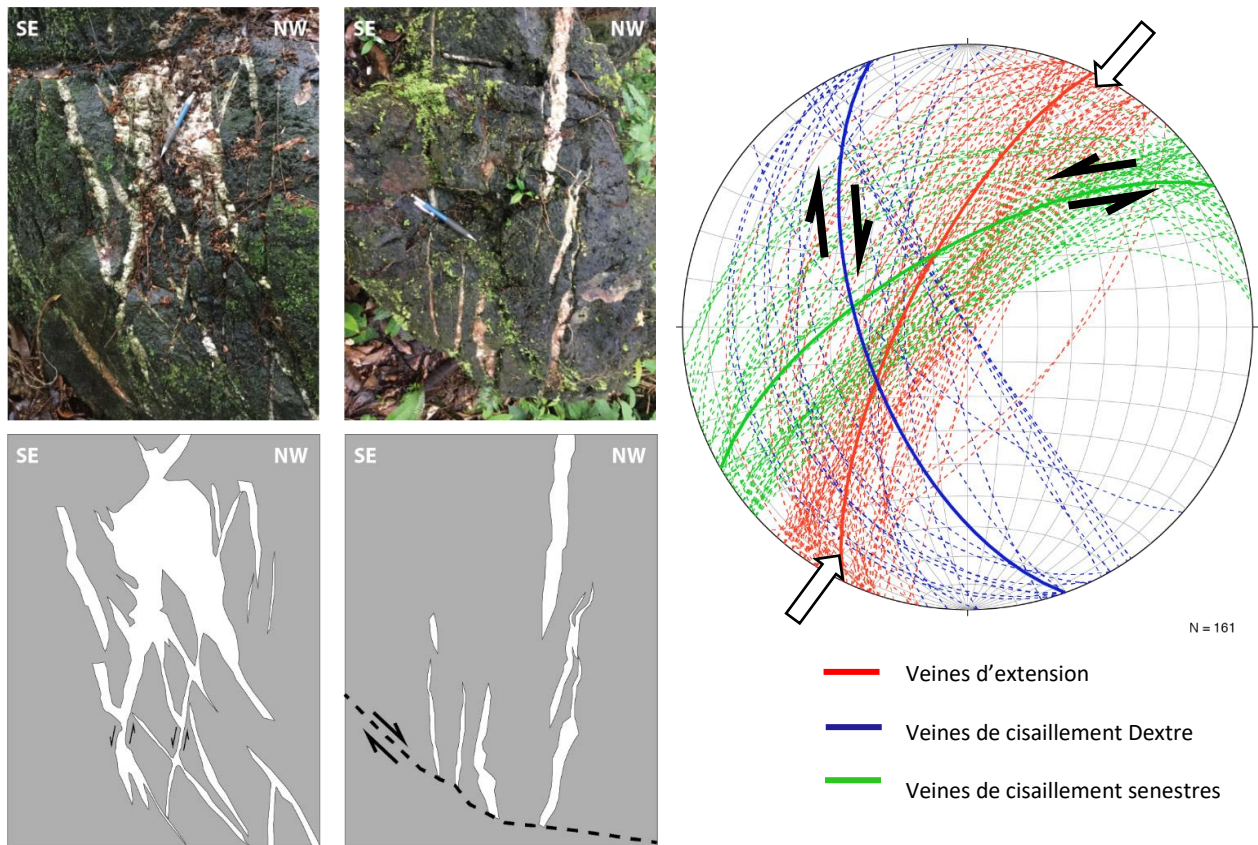 SE NW
SE NW
SE NW
SE NW
N = 161
Veines d'extension
Veines de cisaillement Dextre
Veines de cisaillement senestres